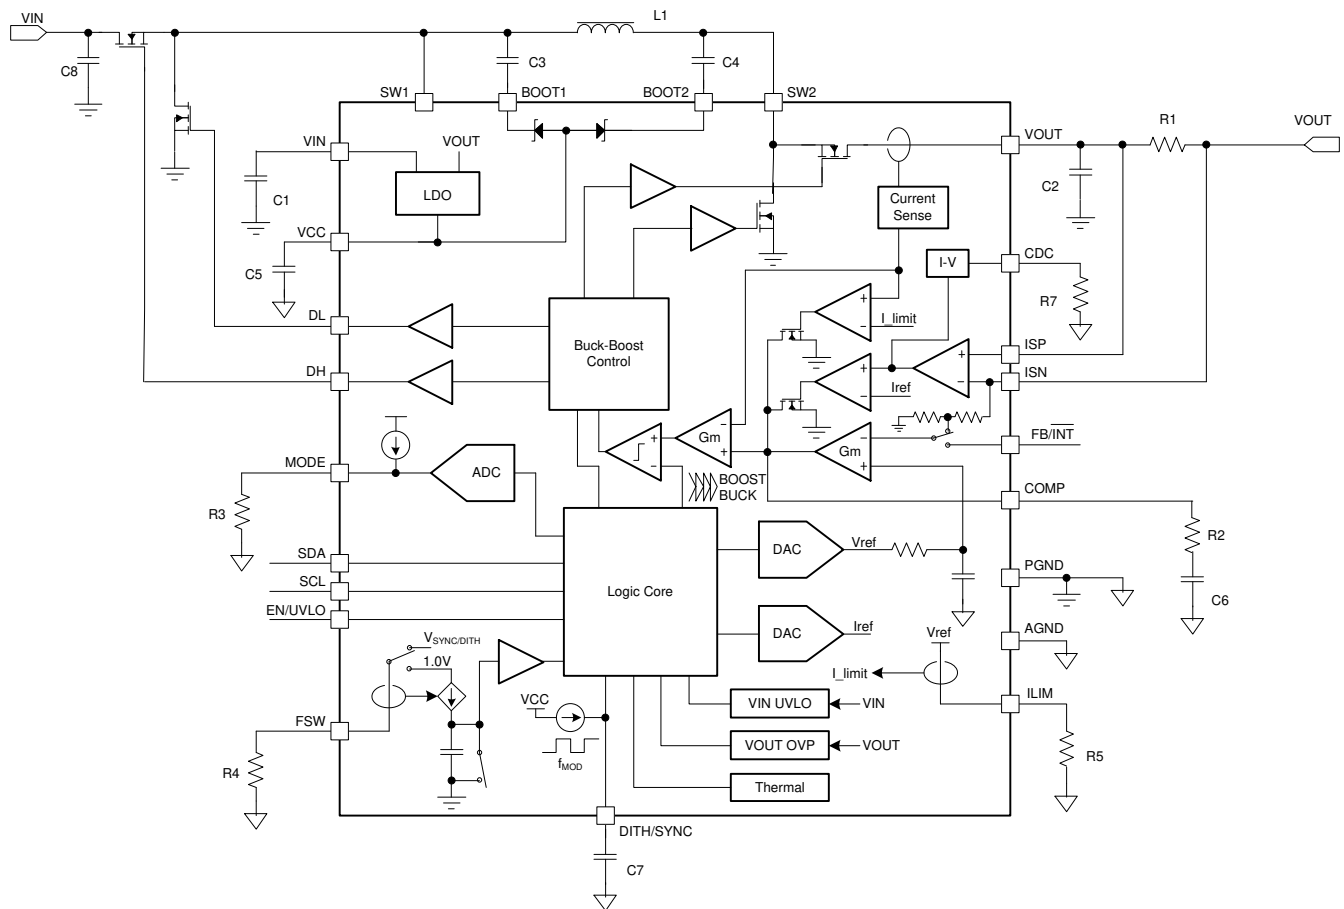 VIN
L1
C8
C3
C4
SW1
BOOT1
BOOT2
SW2
VIN
VOUT
VOUT
R1
VOUT
LDO
C1
C2
Current
Sense
VCC
C5
I-V
CDC
R7
DL
Buck-Boost
Control
+
−
I_limit
ISP
DH
+
−
Iref
+
−
ISN
Gm
−
+
+
−
Gm
−
+
FB/INT
MODE
ADC
BOOST
BUCK
COMP
R3
R2
C6
SDA
SCL
EN/UVLO
Logic Core
DAC
Vref
PGND
DAC
Iref
Vref
AGND
VSYNC/DITH
1.0V
I_limit
ILIM
FSW
VCC
fMOD
VIN UVLO
VIN
VOUT OVP
VOUT
Thermal
R4
R5
DITH/SYNC
C7